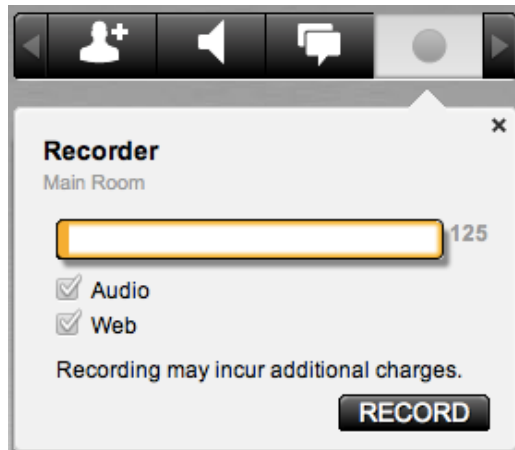 Recorder
Main Room
125
Audio
Web
Recording may incur additional charges.
RECORD